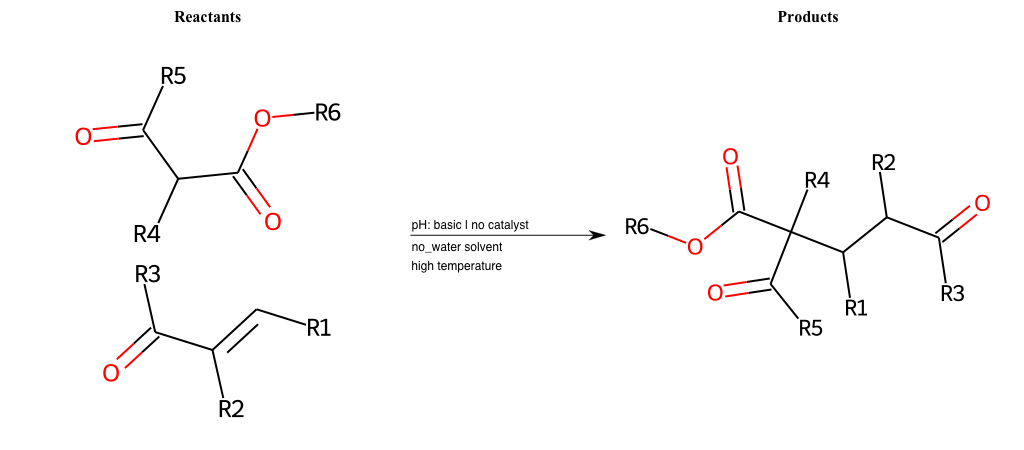 Reactants
Products
R5
O
O
R6
O
R4
R3
R1
O
R2
pH: basic | no catalyst
no_water solvent
high temperature
O
R4
R2
O
R6
O
O
R5
R1
R3